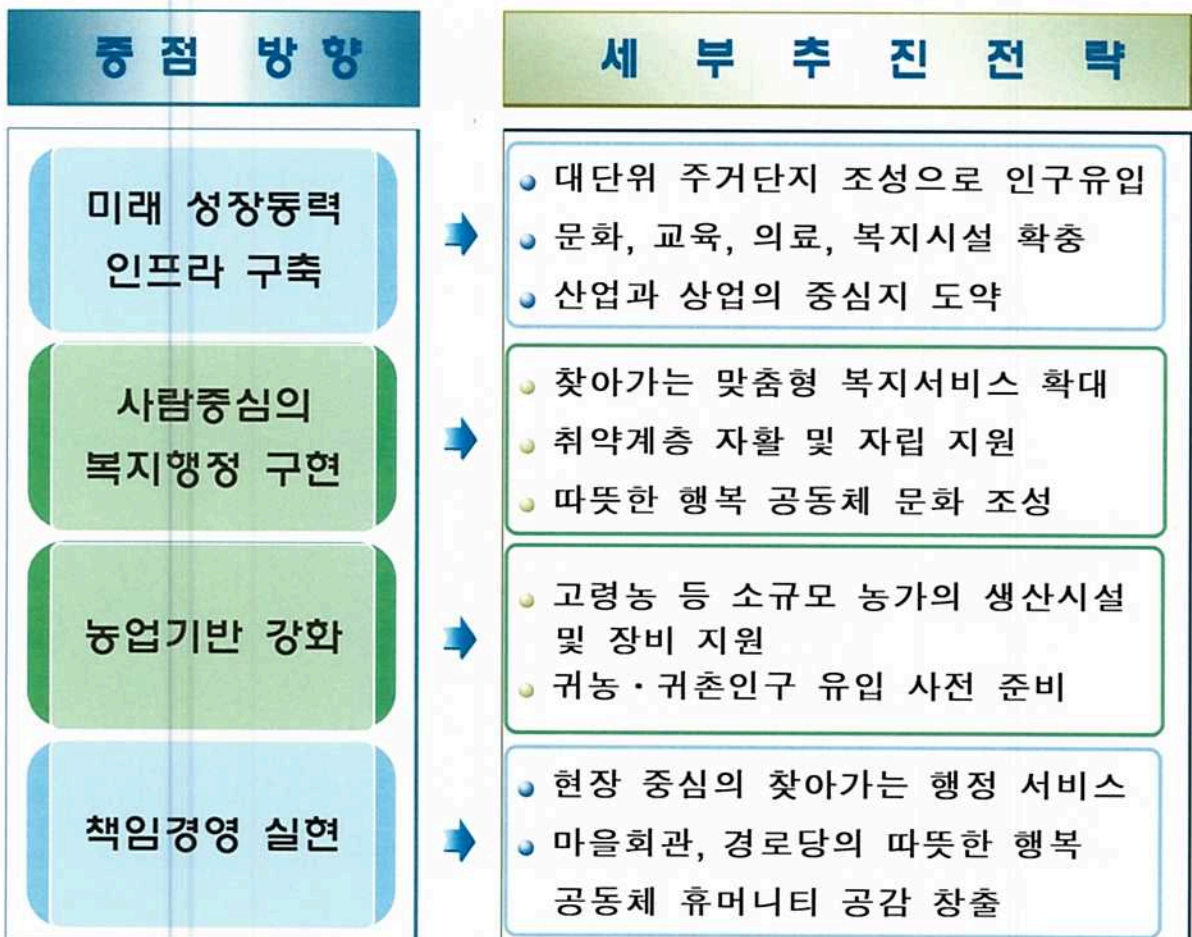 중점 방향
세부추진전략
미래 성장동력
인프라 구축
대단위 주거단지 조성으로 인구유입
문화, 교육, 의료, 복지시설 확충
산업과 상업의 중심지 도약
사람중심의
복지행정 구현
찾아가는 맞춤형 복지서비스 확대
취약계층 자활 및 자립 지원
따뜻한 행복 공동체 문화 조성
농업기반 강화
고령농 등 소규모 농가의 생산시설
및 장비 지원
귀농·귀촌인구 유입 사전 준비
책임경영 실현
현장 중심의 찾아가는 행정 서비스
마을회관, 경로당의 따뜻한 행복
공동체 휴머니티 공감 창출